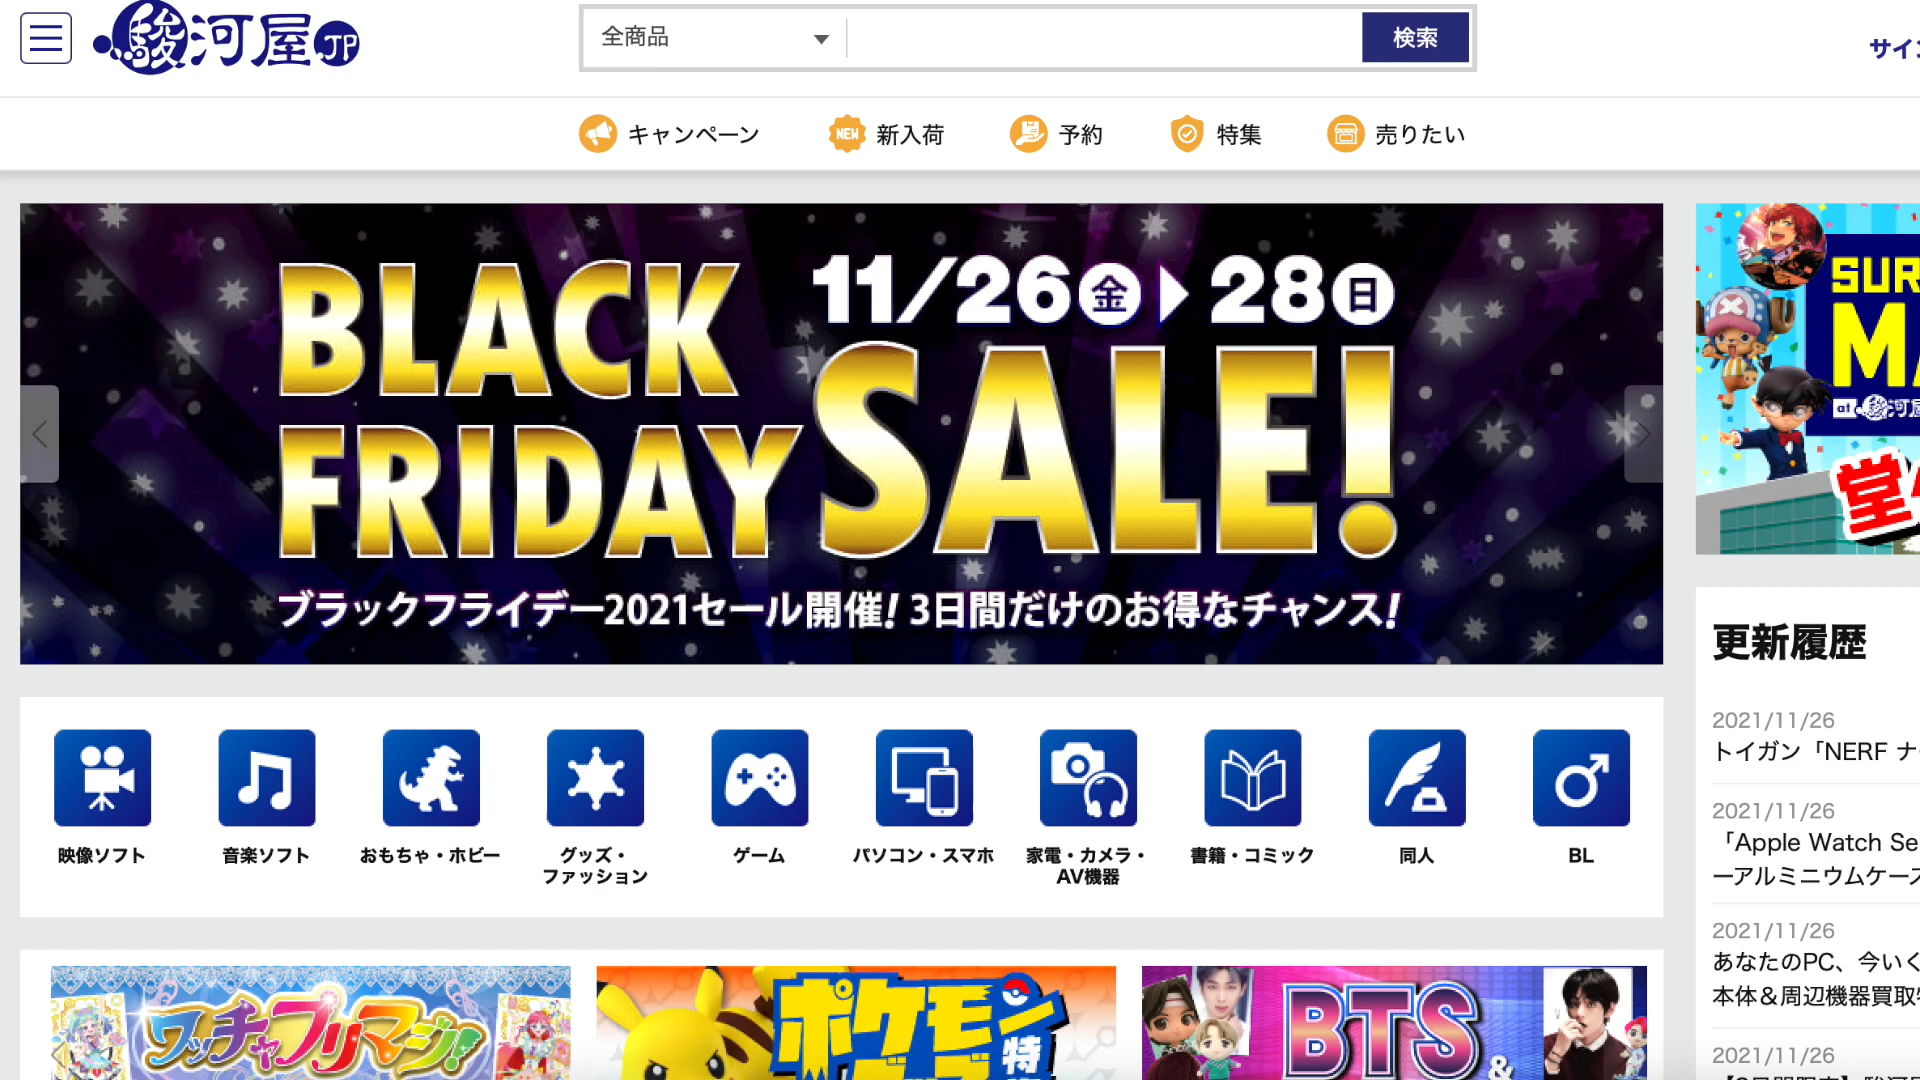 駿河屋.JP
全商品
検索
サイン
キャンペーン
NEW
新入荷
予約
特集
売りたい
BLACK
FRIDAY
11/26金▶28日
SALE!
ブラックフライデー2021セール開催! 3日間だけのお得なチャンス!
SUR
MA
at 駿河屋
堂
映像ソフト
音楽ソフト
おもちゃ・ホビー
グッズ・
ファッション
ゲーム
パソコン・スマホ
家電・カメラ・
AV機器
書籍・コミック
同人
BL
更新履歴
2021/11/26
トイガン「NERF ナ
2021/11/26
「Apple Watch Se
ーアルミニウムケース
2021/11/26
あなたのPC、今いく
本体＆周辺機器買取
2021/11/26
ワッチャプリマジ!
ポケモン
特
BTS
&